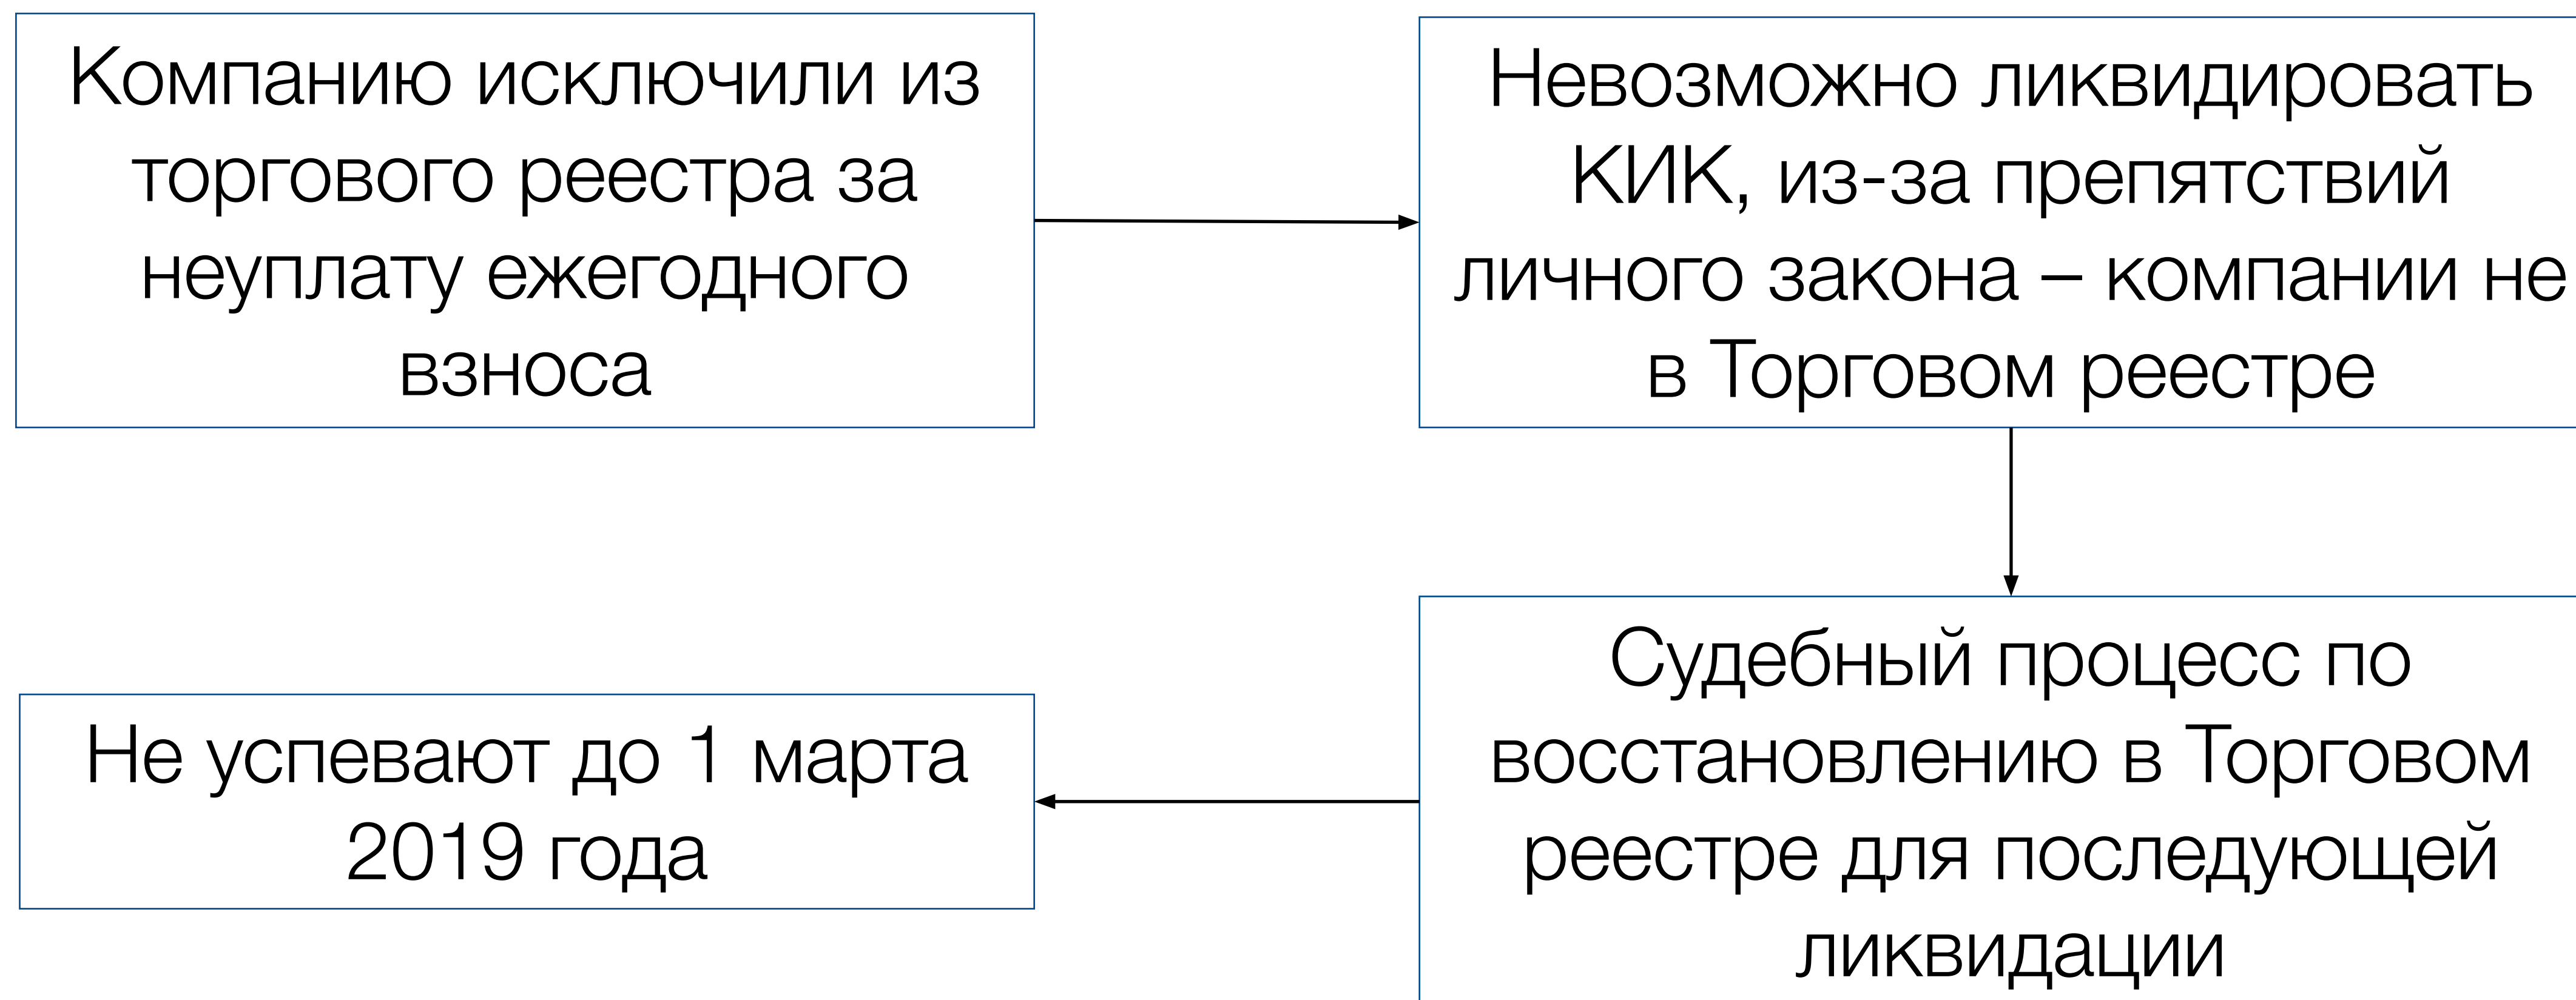 Компанию исключили из
торгового реестра за
неуплату ежегодного
взноса
Невозможно ликвидировать
КИК, из-за препятствий
личного закона – компании не
в Торговом реестре
Судебный процесс по
восстановлению в Торговом
реестре для последующей
ликвидации
Не успевают до 1 марта
2019 года